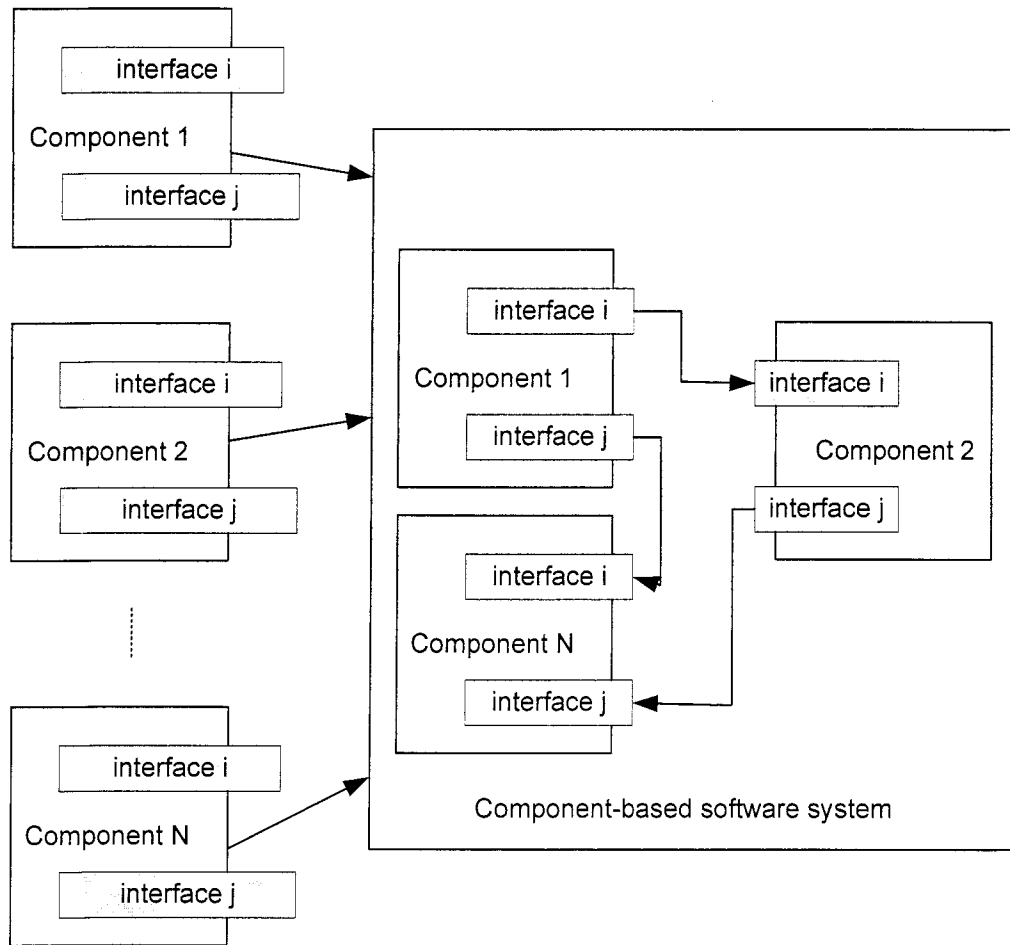 interface i
Component 1
interface j
interface i
Component 2
interface j
interface i
Component N
interface j
interface i
Component 1
interface j
interface i
Component 2
interface j
interface i
Component N
interface j
Component-based software system